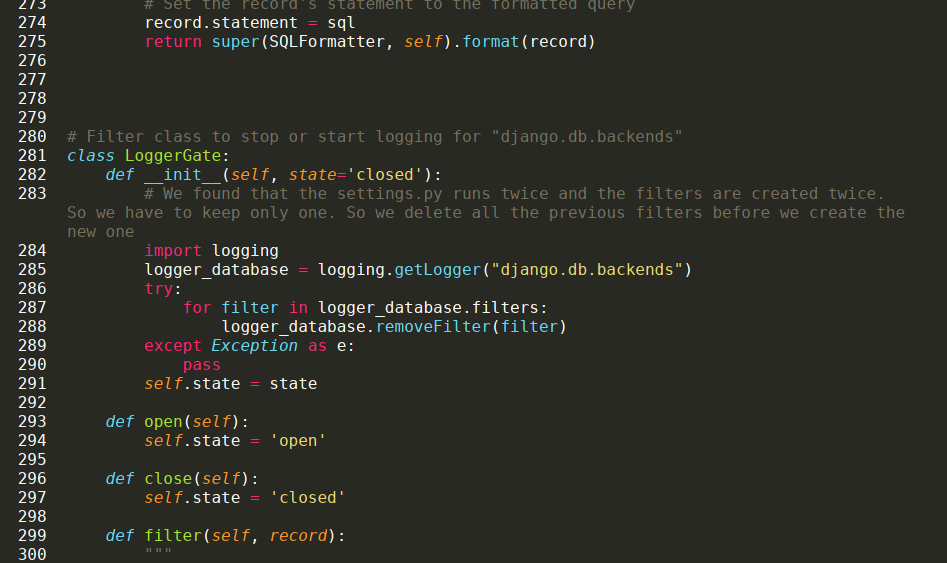 273         # Set the record's statement to the formatted query
274         record.statement = sql
275         return super(SQLFormatter, self).format(record)
276
277
278
279
280 # Filter class to stop or start logging for "django.db.backends"
281 class LoggerGate:
282     def __init__(self, state='closed'):
283         # We found that the settings.py runs twice and the filters are created twice.
So we have to keep only one. So we delete all the previous filters before we create the
new one
284         import logging
285         logger_database = logging.getLogger("django.db.backends")
286         try:
287             for filter in logger_database.filters:
288                 logger_database.removeFilter(filter)
289         except Exception as e:
290             pass
291         self.state = state
292
293     def open(self):
294         self.state = 'open'
295
296     def close(self):
297         self.state = 'closed'
298
299     def filter(self, record):
300         """